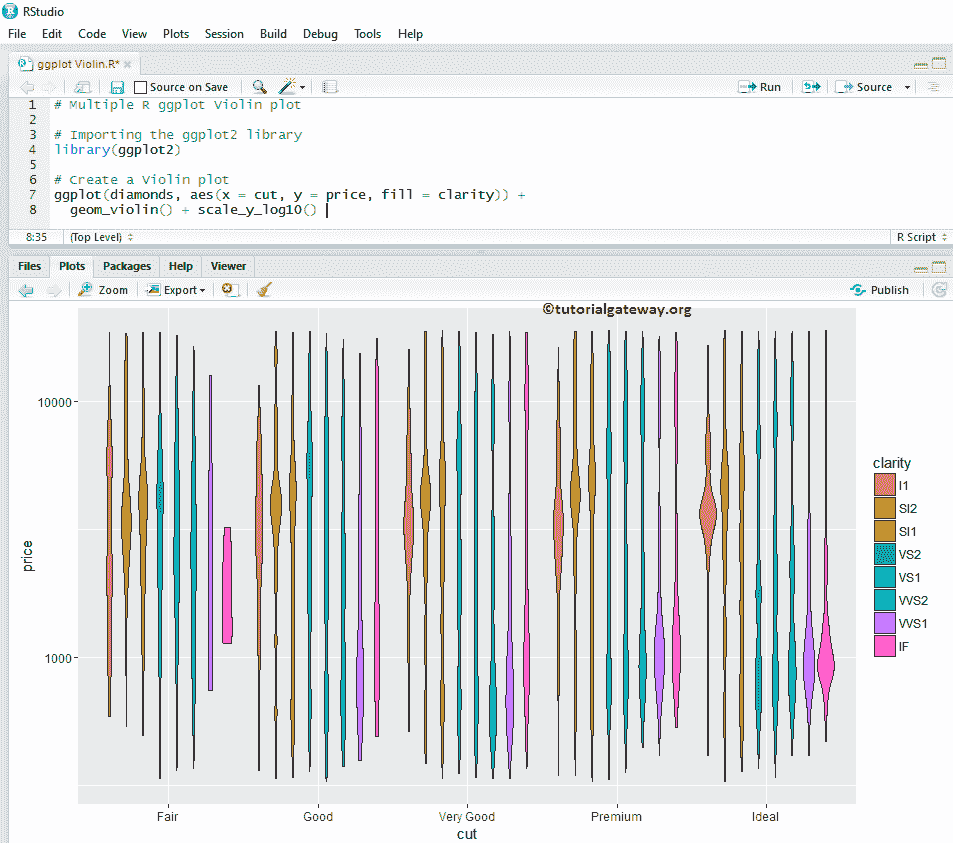 RStudio
File Edit Code View Plots Session Build Debug Tools Help
ggplot Violin.R*
Source on Save Run Source
1 # Multiple R ggplot Violin plot
2
3 # Importing the ggplot2 library
4 library(ggplot2)
5
6 # Create a Violin plot
7 ggplot(diamonds, aes(x = cut, y = price, fill = clarity)) +
8 geom_violin() + scale_y_log10()
8:35 (Top Level) R Script
Files Plots Packages Help Viewer
Zoom Export Publish
©tutorialgateway.org
10000
1000
price
Fair Good Very Good Premium Ideal
cut
clarity
I1
SI2
SI1
VS2
VS1
VVS2
VVS1
IF